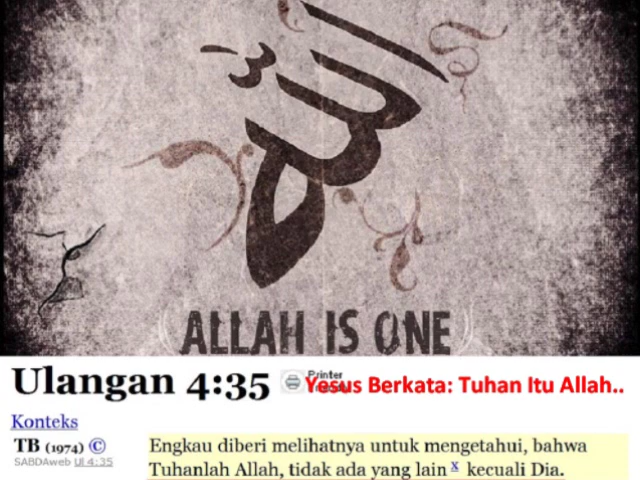 الله
ALLAH IS ONE
Ulangan 4:35 Printer
Yesus Berkata: Tuhan Itu Allah..
Konteks
TB (1974) © Engkau diberi melihatnya untuk mengetahui, bahwa
SABDAweb Ul 4:35 Tuhanlah Allah, tidak ada yang lain x kecuali Dia.